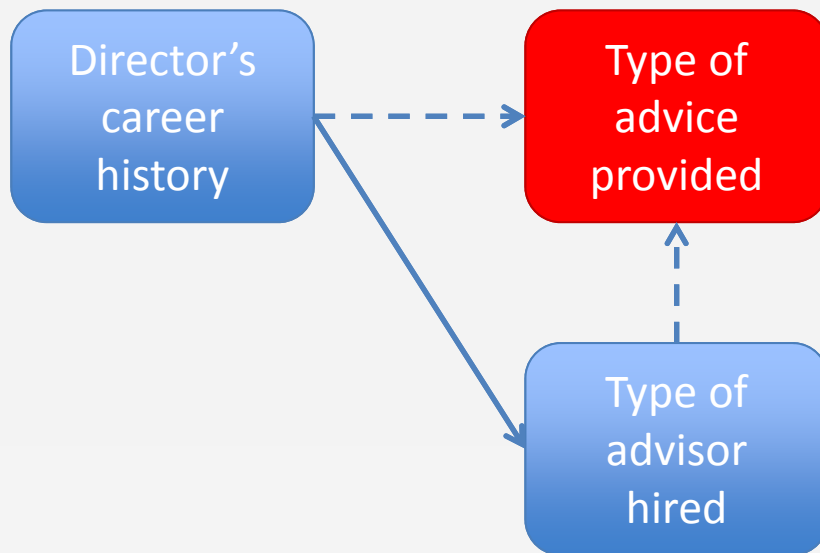 Director’s
career
history
Type of
advice
provided
Type of
advisor
hired